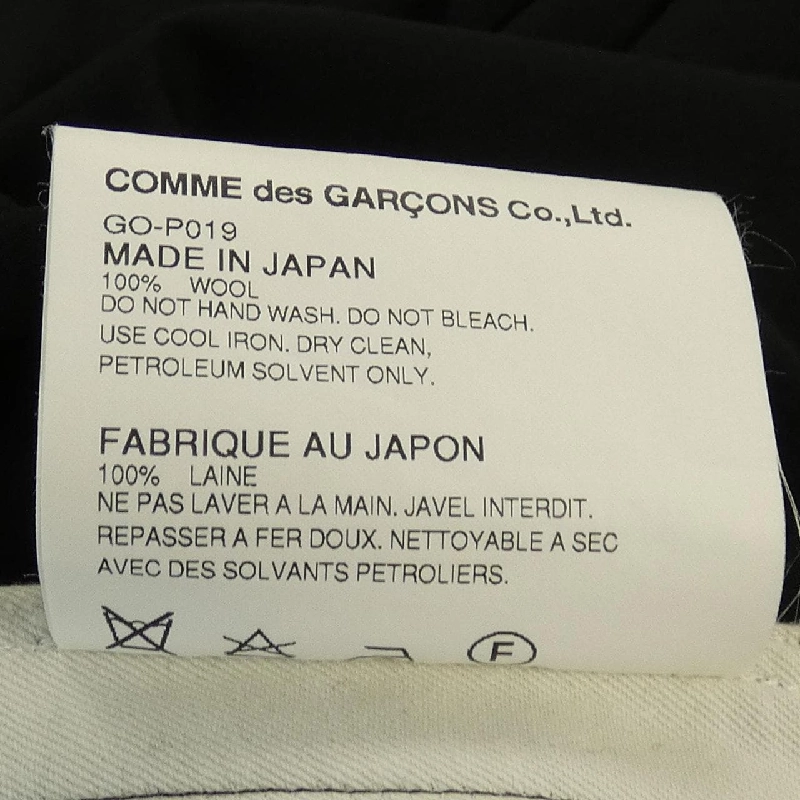 COMME des GARÇONS Co.,Ltd.
GO-P019
MADE IN JAPAN
100% WOOL
DO NOT HAND WASH. DO NOT BLEACH.
USE COOL IRON. DRY CLEAN,
PETROLEUM SOLVENT ONLY.
FABRIQUE AU JAPON
100% LAINE
NE PAS LAVER A LA MAIN. JAVEL INTERDIT.
REPASSER A FER DOUX. NETTOYABLE A SEC
AVEC DES SOLVANTS PETROLIERS.
F